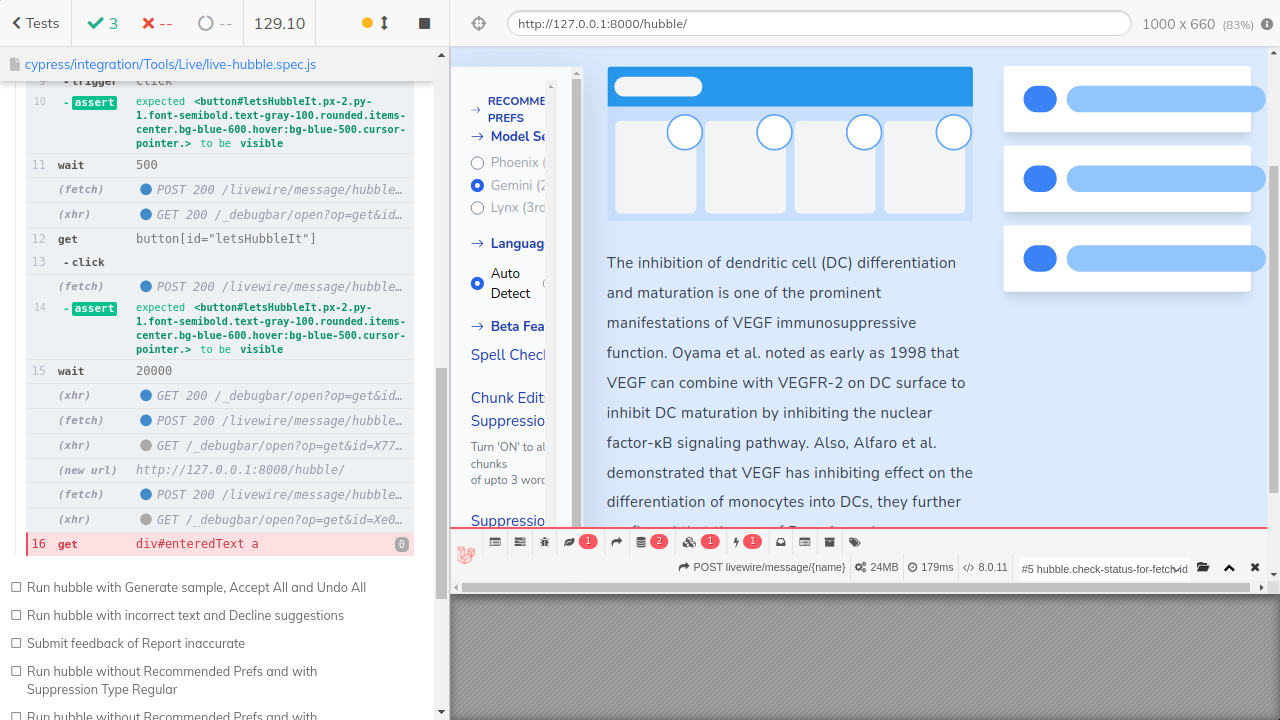 Tests
3
--
--
129.10
http://127.0.0.1:8000/hubble/
1000 x 660 (83%)
cypress/integration/Tools/Live/live-hubble.spec.js
9 -trigger click
10 -assert expected <button#letsHubbleIt.px-2.py-
1.font-semibold.text-gray-100.rounded.items-
center.bg-blue-600.hover:bg-blue-500.cursor-
pointer.> to be visible
11 wait 500
(fetch) POST 200 /livewire/message/hubble…
(xhr) GET 200 /_debugbar/open?op=get&id…
12 get button[id="letsHubbleIt"]
13 -click
(fetch) POST 200 /livewire/message/hubble…
14 -assert expected <button#letsHubbleIt.px-2.py-
1.font-semibold.text-gray-100.rounded.items-
center.bg-blue-600.hover:bg-blue-500.cursor-
pointer.> to be visible
15 wait 20000
(xhr) GET 200 /_debugbar/open?op=get&id…
(fetch) POST 200 /livewire/message/hubble…
(xhr) GET /_debugbar/open?op=get&id=X77…
(new url) http://127.0.0.1:8000/hubble/
(fetch) POST 200 /livewire/message/hubble…
(xhr) GET /_debugbar/open?op=get&id=Xe0…
16 get div#enteredText a 0
Run hubble with Generate sample, Accept All and Undo All
Run hubble with incorrect text and Decline suggestions
Submit feedback of Report inaccurate
Run hubble without Recommended Prefs and with
Suppression Type Regular
Run hubble without Recommended Prefs and with
RECOMME
PREFS
Model Se
Phoenix (
Gemini (2
Lynx (3rd
Languag
Auto
Detect
Beta Fea
Spell Chec
Chunk Edit
Suppressio
Turn 'ON' to al
chunks
of upto 3 word
Suppressio
The inhibition of dendritic cell (DC) differentiation
and maturation is one of the prominent
manifestations of VEGF immunosuppressive
function. Oyama et al. noted as early as 1998 that
VEGF can combine with VEGFR-2 on DC surface to
inhibit DC maturation by inhibiting the nuclear
factor-κB signaling pathway. Also, Alfaro et al.
demonstrated that VEGF has inhibiting effect on the
differentiation of monocytes into DCs, they further
1 2 1 1
POST livewire/message/{name} 24MB 179ms 8.0.11 #5 hubble.check-status-for-fetch-id